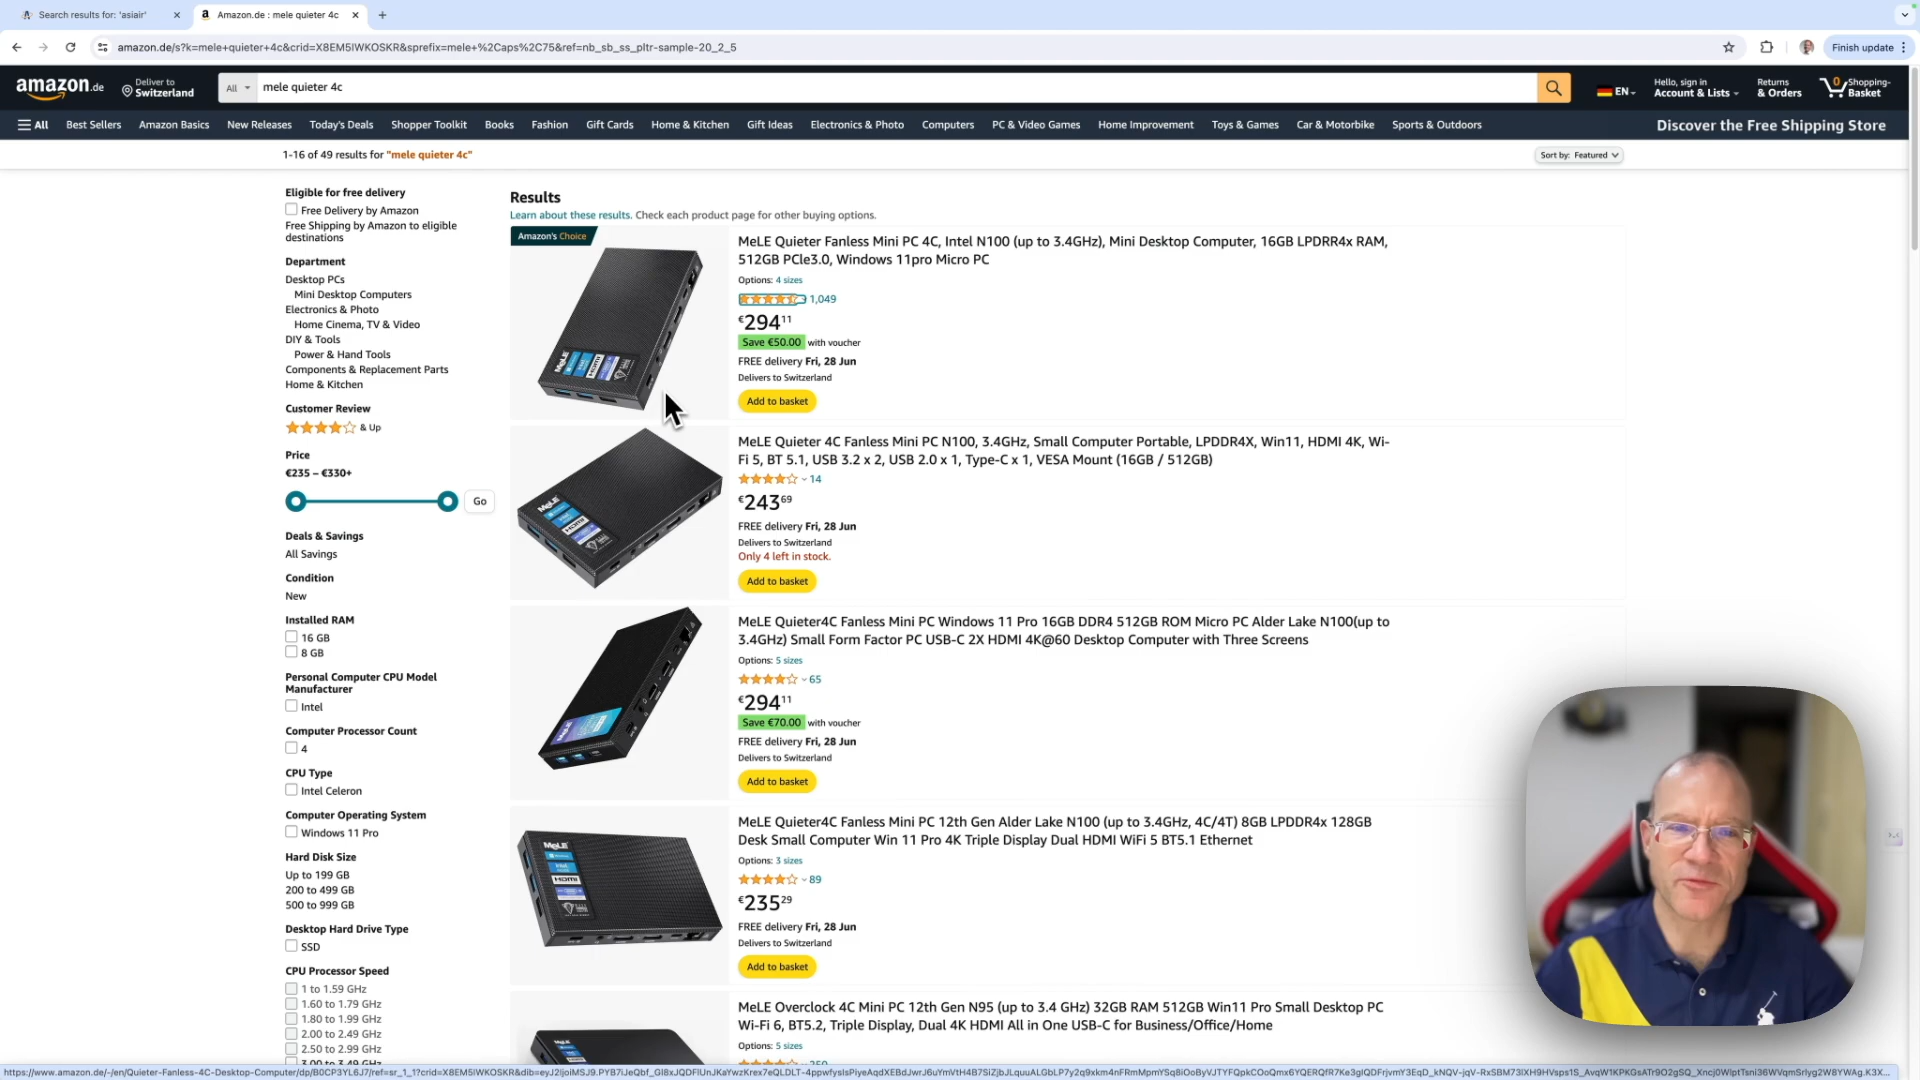 Search results for: 'asiair'
Amazon.de : mele quieter 4c
amazon.de/s?k=mele+quieter+4c&crid=X8EM5IWKOSKR&sprefix=mele+%2Caps%2C75&ref=nb_sb_ss_pltr-sample-20_2_5
Finish update
amazon.de
Deliver to
Switzerland
All
mele quieter 4c
EN
Hello, sign in
Account & Lists
Returns
& Orders
0
Shopping-
Basket
All
Best Sellers
Amazon Basics
New Releases
Today's Deals
Shopper Toolkit
Books
Fashion
Gift Cards
Home & Kitchen
Gift Ideas
Electronics & Photo
Computers
PC & Video Games
Home Improvement
Toys & Games
Car & Motorbike
Sports & Outdoors
Discover the Free Shipping Store
1-16 of 49 results for "mele quieter 4c"
Sort by: Featured
Eligible for free delivery
Free Delivery by Amazon
Free Shipping by Amazon to eligible
destinations
Department
Desktop PCs
Mini Desktop Computers
Electronics & Photo
Home Cinema, TV & Video
DIY & Tools
Power & Hand Tools
Components & Replacement Parts
Home & Kitchen
Customer Review
& Up
Price
€235 – €330+
Go
Deals & Savings
All Savings
Condition
New
Installed RAM
16 GB
8 GB
Personal Computer CPU Model
Manufacturer
Intel
Computer Processor Count
4
CPU Type
Intel Celeron
Computer Operating System
Windows 11 Pro
Hard Disk Size
Up to 199 GB
200 to 499 GB
500 to 999 GB
Desktop Hard Drive Type
SSD
CPU Processor Speed
1 to 1.59 GHz
1.60 to 1.79 GHz
1.80 to 1.99 GHz
2.00 to 2.49 GHz
2.50 to 2.99 GHz
3.00 to 3.49 GHz
Results
Learn about these results. Check each product page for other buying options.
Amazon's Choice
MeLE Quieter Fanless Mini PC 4C, Intel N100 (up to 3.4GHz), Mini Desktop Computer, 16GB LPDRR4x RAM,
512GB PCle3.0, Windows 11pro Micro PC
Options: 4 sizes
1,049
€294 11
Save €50.00 with voucher
FREE delivery Fri, 28 Jun
Delivers to Switzerland
Add to basket
MeLE Quieter 4C Fanless Mini PC N100, 3.4GHz, Small Computer Portable, LPDDR4X, Win11, HDMI 4K, Wi-
Fi 5, BT 5.1, USB 3.2 x 2, USB 2.0 x 1, Type-C x 1, VESA Mount (16GB / 512GB)
14
€243 69
FREE delivery Fri, 28 Jun
Delivers to Switzerland
Only 4 left in stock.
Add to basket
MeLE Quieter4C Fanless Mini PC Windows 11 Pro 16GB DDR4 512GB ROM Micro PC Alder Lake N100(up to
3.4GHz) Small Form Factor PC USB-C 2X HDMI 4K@60 Desktop Computer with Three Screens
Options: 5 sizes
65
€294 11
Save €70.00 with voucher
FREE delivery Fri, 28 Jun
Delivers to Switzerland
Add to basket
MeLE Quieter4C Fanless Mini PC 12th Gen Alder Lake N100 (up to 3.4GHz, 4C/4T) 8GB LPDDR4x 128GB
Desk Small Computer Win 11 Pro 4K Triple Display Dual HDMI WiFi 5 BT5.1 Ethernet
Options: 3 sizes
89
€235 29
FREE delivery Fri, 28 Jun
Delivers to Switzerland
Add to basket
MeLE Overclock 4C Mini PC 12th Gen N95 (up to 3.4 GHz) 32GB RAM 512GB Win11 Pro Small Desktop PC
Wi-Fi 6, BT5.2, Triple Display, Dual 4K HDMI All in One USB-C for Business/Office/Home
Options: 5 sizes